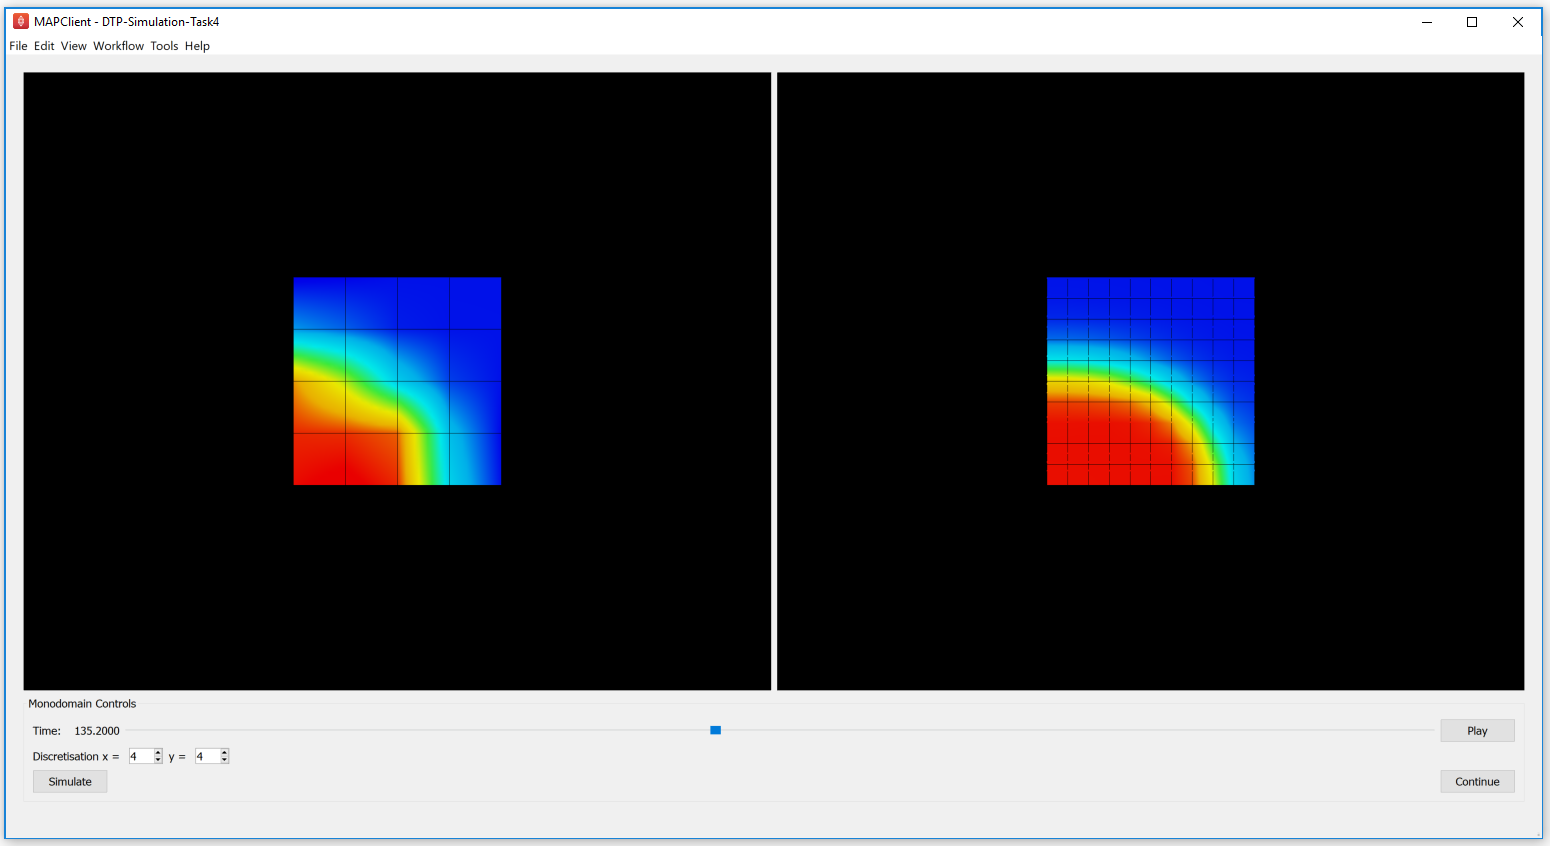 MAPClient - DTP-Simulation-Task4
File Edit View Workflow Tools Help
Monodomain Controls
Time: 135.2000
Play
Discretisation x = 4 y = 4
Simulate
Continue